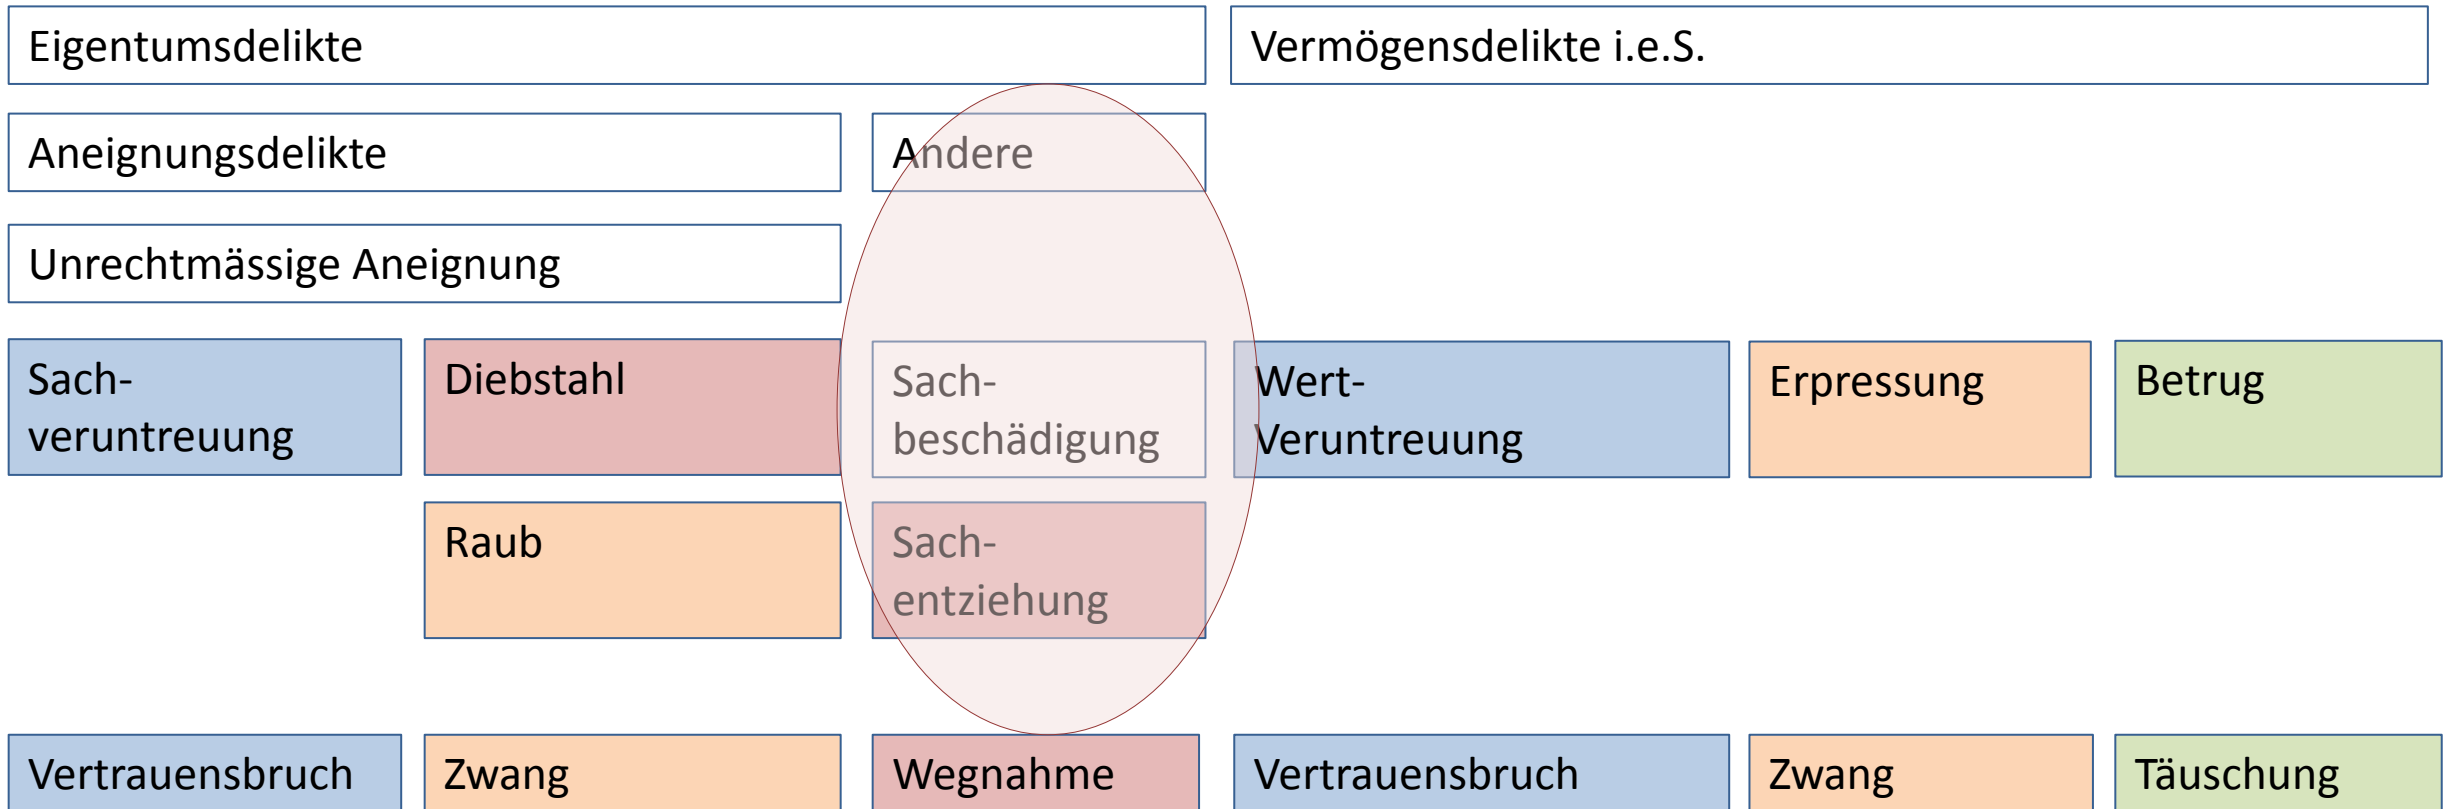 Eigentumsdelikte
Vermögensdelikte i.e.S.
Aneignungsdelikte
Andere
Unrechtmässige Aneignung
Sach-
veruntreuung
Diebstahl
Sach-
beschädigung
Wert-
Veruntreuung
Erpressung
Betrug
Raub
Sach-
entziehung
Vertrauensbruch
Zwang
Wegnahme
Vertrauensbruch
Zwang
Täuschung